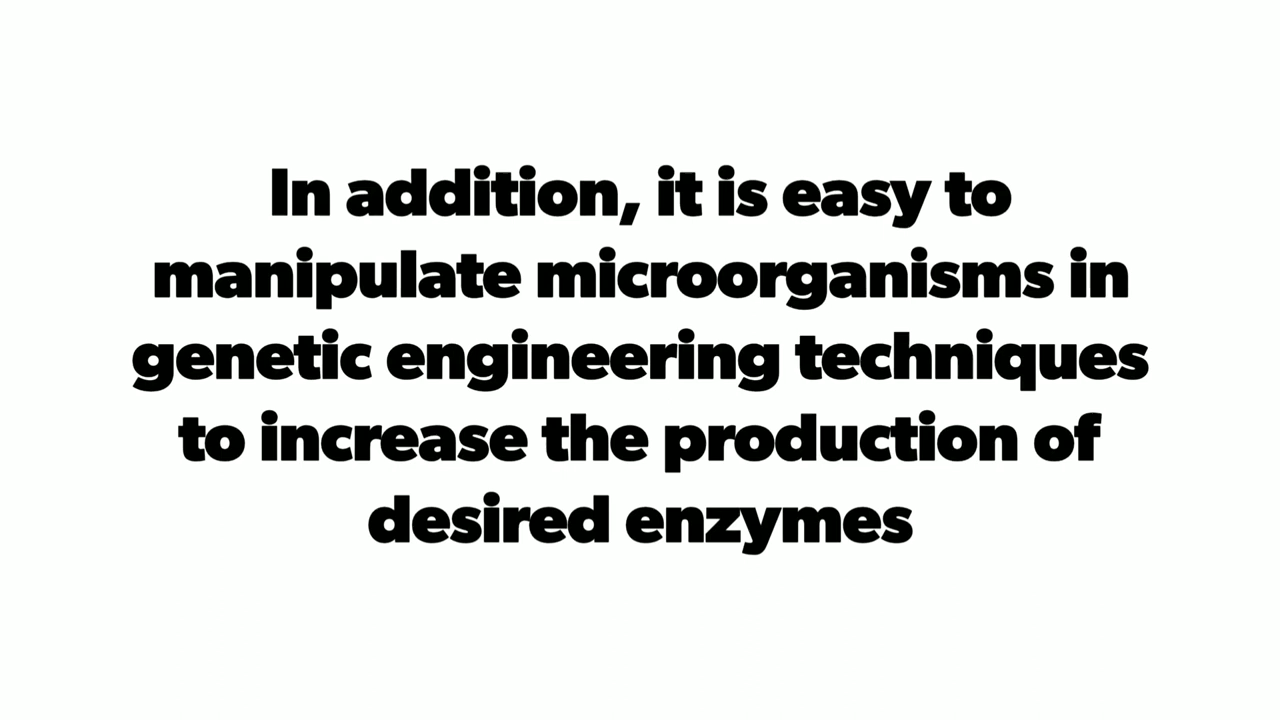 In addition, it is easy to
manipulate microorganisms in
genetic engineering techniques
to increase the production of
desired enzymes